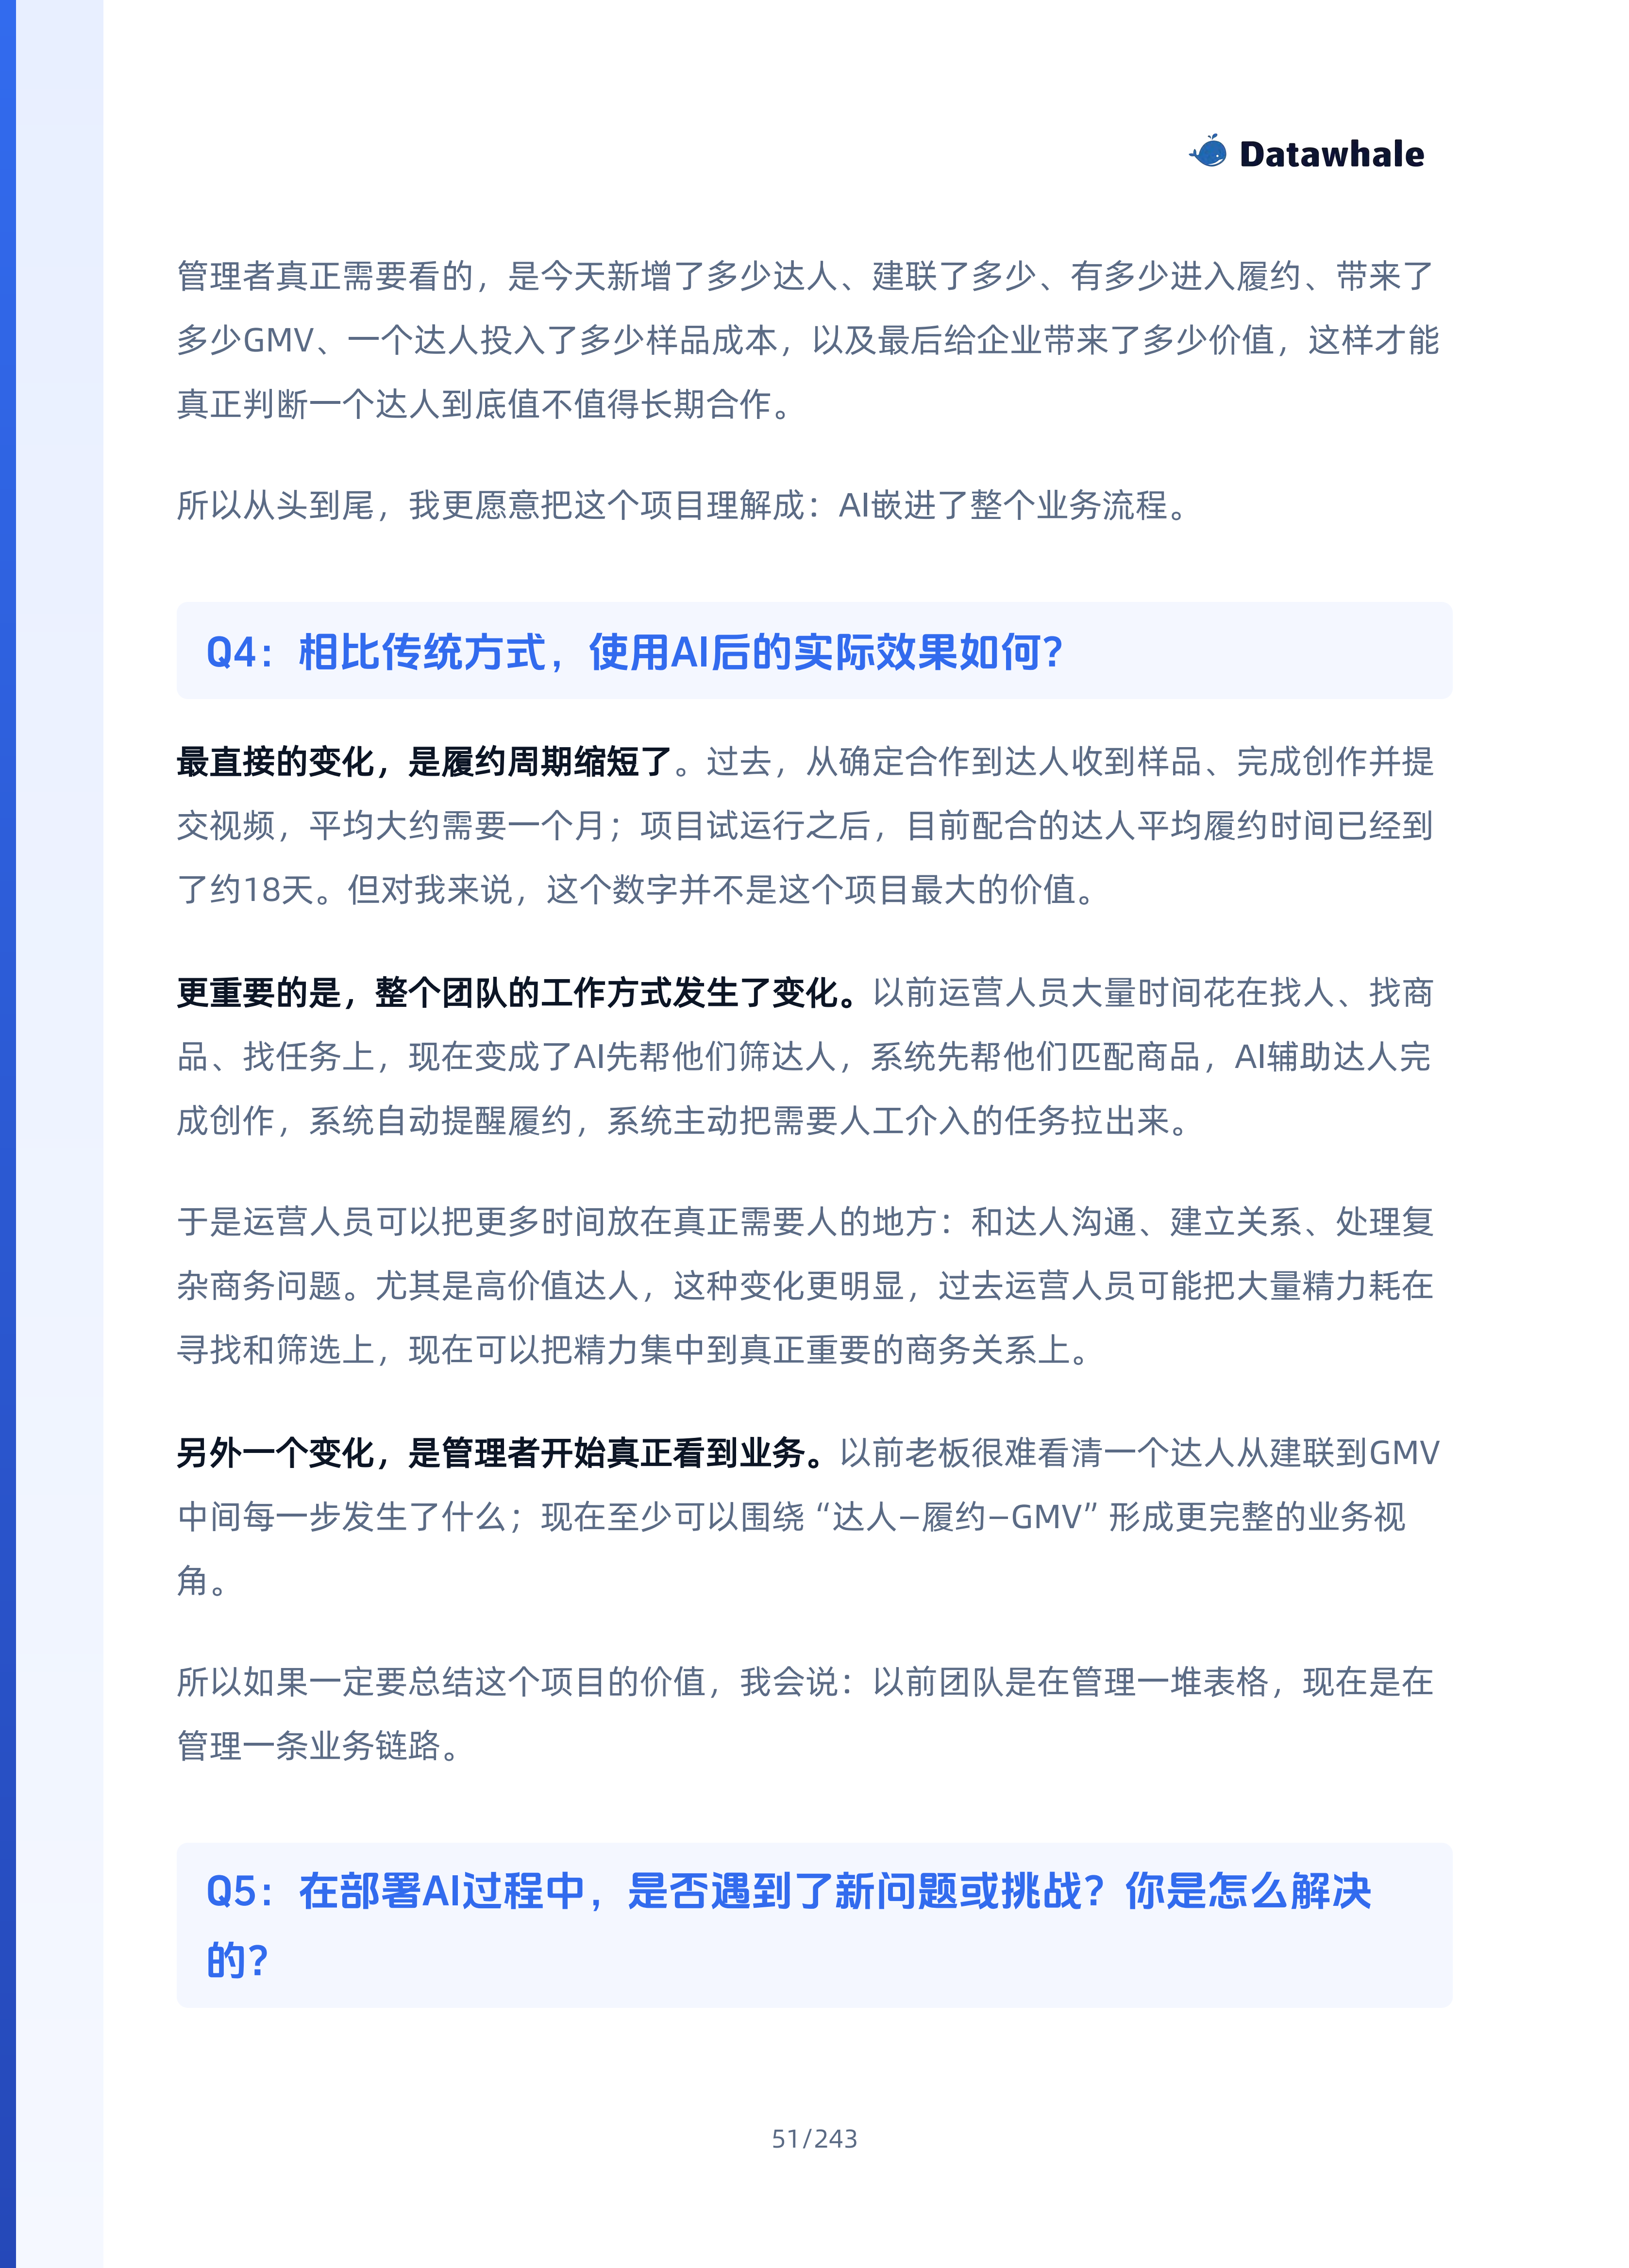 Datawhale
管理者真正需要看的，是今天新增了多少达人、建联了多少、有多少进入履约、带来了
多少GMV、一个达人投入了多少样品成本，以及最后给企业带来了多少价值，这样才能
真正判断一个达人到底值不值得长期合作。
所以从头到尾，我更愿意把这个项目理解成：AI嵌进了整个业务流程。
Q4：相比传统方式，使用AI后的实际效果如何？
最直接的变化，是履约周期缩短了。过去，从确定合作到达人收到样品、完成创作并提
交视频，平均大约需要一个月；项目试运行之后，目前配合的达人平均履约时间已经到
了约18天。但对我来说，这个数字并不是这个项目最大的价值。
更重要的是，整个团队的工作方式发生了变化。以前运营人员大量时间花在找人、找商
品、找任务上，现在变成了AI先帮他们筛达人，系统先帮他们匹配商品，AI辅助达人完
成创作，系统自动提醒履约，系统主动把需要人工介入的任务拉出来。
于是运营人员可以把更多时间放在真正需要人的地方：和达人沟通、建立关系、处理复
杂商务问题。尤其是高价值达人，这种变化更明显，过去运营人员可能把大量精力耗在
寻找和筛选上，现在可以把精力集中到真正重要的商务关系上。
另外一个变化，是管理者开始真正看到业务。以前老板很难看清一个达人从建联到GMV
中间每一步发生了什么；现在至少可以围绕“达人–履约–GMV”形成更完整的业务视
角。
所以如果一定要总结这个项目的价值，我会说：以前团队是在管理一堆表格，现在是在
管理一条业务链路。
Q5：在部署AI过程中，是否遇到了新问题或挑战？你是怎么解决
的？
51/243